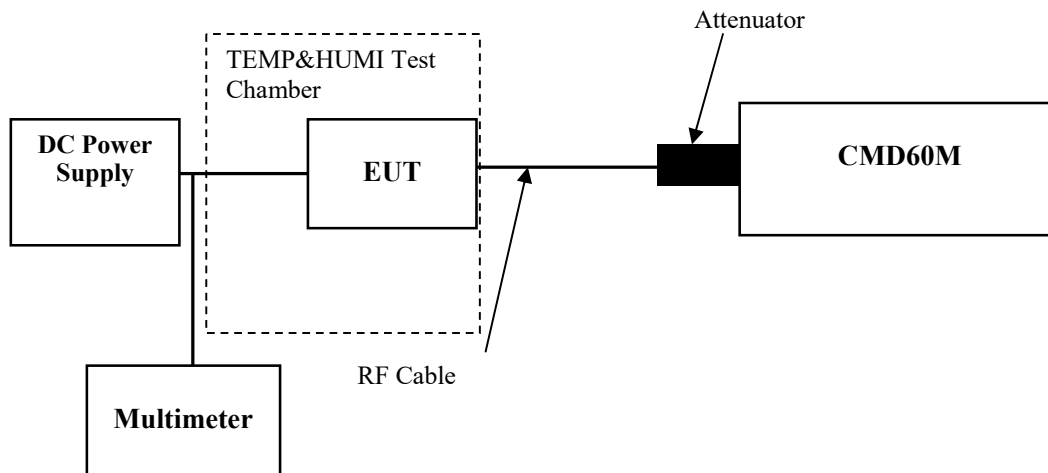 Attenuator
TEMP&HUMI Test
Chamber
DC Power
Supply
EUT
CMD60M
RF Cable
Multimeter